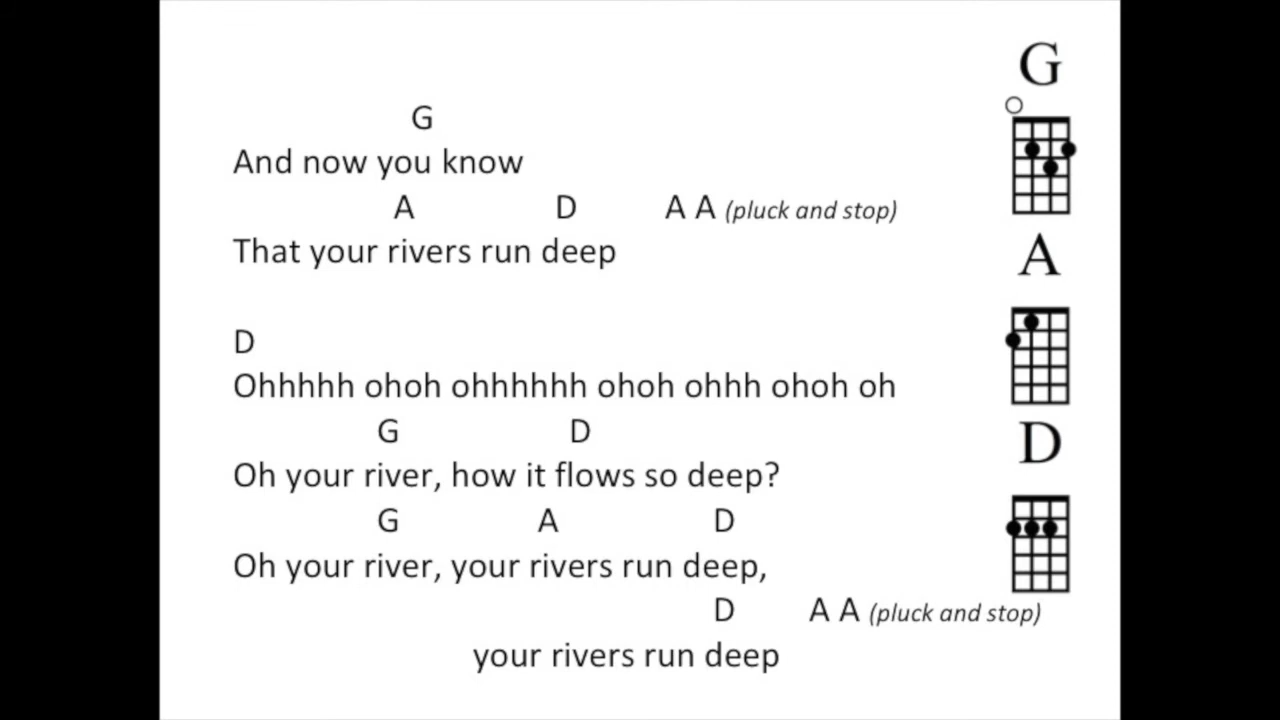 G
And now you know
A D A A (pluck and stop)
That your rivers run deep
D
Ohhhhh ohoh ohhhhhh ohoh ohhh ohoh oh
G D
Oh your river, how it flows so deep?
G A D
Oh your river, your rivers run deep,
D A A (pluck and stop)
your rivers run deep
G
A
D